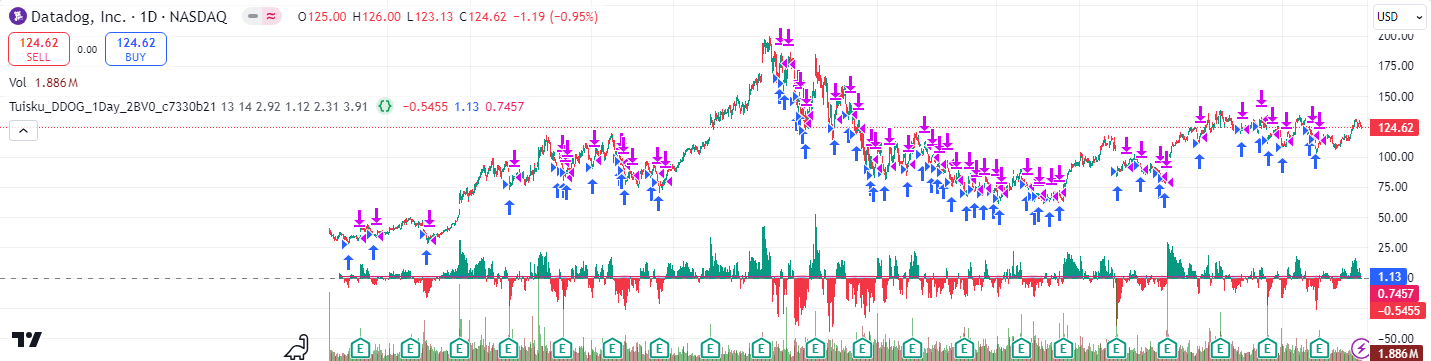 Datadog, Inc. · 1D · NASDAQ O125.00 H126.00 L123.13 C124.62 −1.19 (−0.95%) USD
124.62 0.00 124.62
SELL BUY
Vol 1.886M
Tuisku_DDOG_1Day_2BV0_c7330b21 13 14 2.92 1.12 2.31 3.91 {} −0.5455 1.13 0.7457
200.00
175.00
150.00
124.62
100.00
75.00
50.00
25.00
1.13
0.7457
−0.5455
−50.00
1.886M
E E E E E E E E E E E E E E E E E E E E